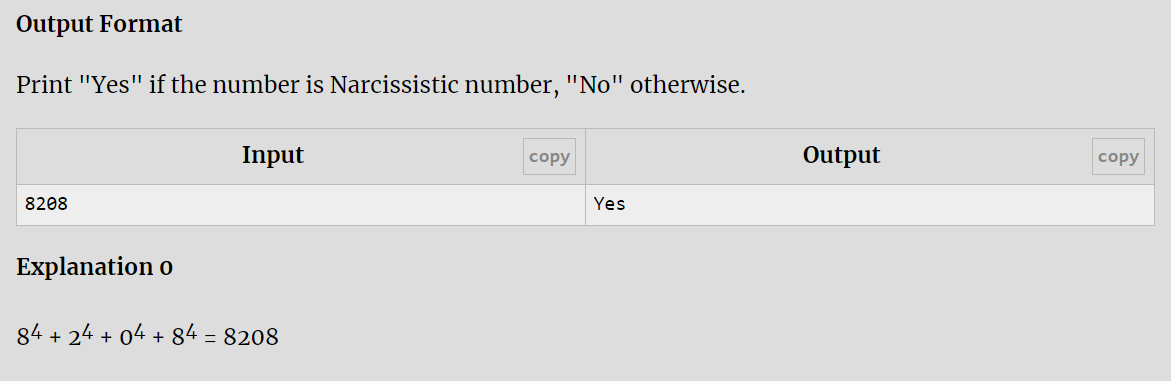 Output Format
Print "Yes" if the number is Narcissistic number, "No" otherwise.
Input copy Output copy
8208 Yes
Explanation 0
8⁴ + 2⁴ + 0⁴ + 8⁴ = 8208